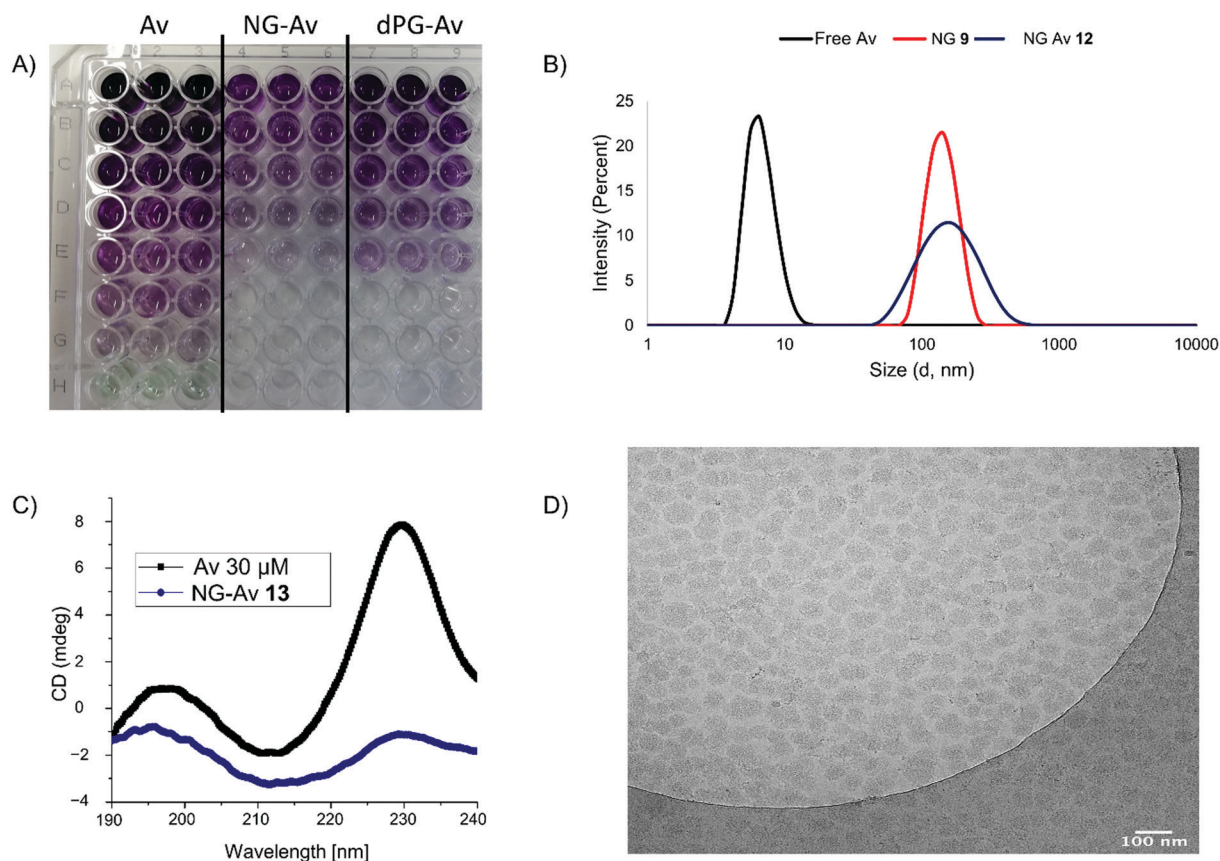 Av NG-Av dPG-Av
A)
2 3 4 5 6 7 8 9
A
B
C
D
E
F
G
H
B)
Free Av NG 9 NG Av 12
Intensity (Percent)
25
20
15
10
5
0
1 10 100 1000 10000
Size (d, nm)
C)
Av 30 µM
NG-Av 13
CD (mdeg)
8
6
4
2
0
−2
−4
190 200 210 220 230 240
Wavelength [nm]
D)
100 nm